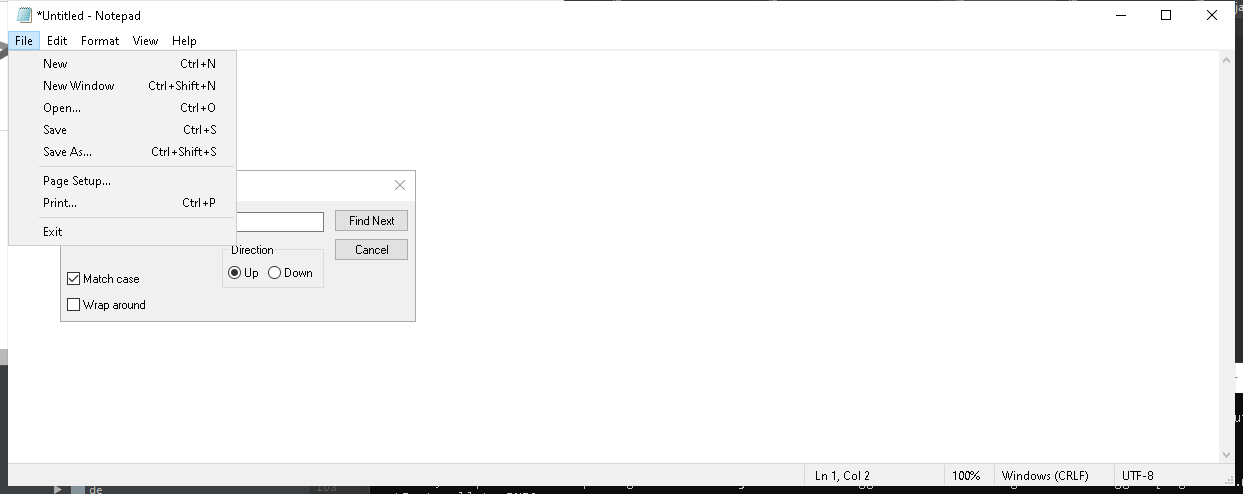 *Untitled - Notepad
File Edit Format View Help
New Ctrl+N
New Window Ctrl+Shift+N
Open... Ctrl+O
Save Ctrl+S
Save As... Ctrl+Shift+S
Page Setup...
Print... Ctrl+P
Exit
Find Next
Cancel
Direction
Up Down
Match case
Wrap around
Ln 1, Col 2 100% Windows (CRLF) UTF-8
de